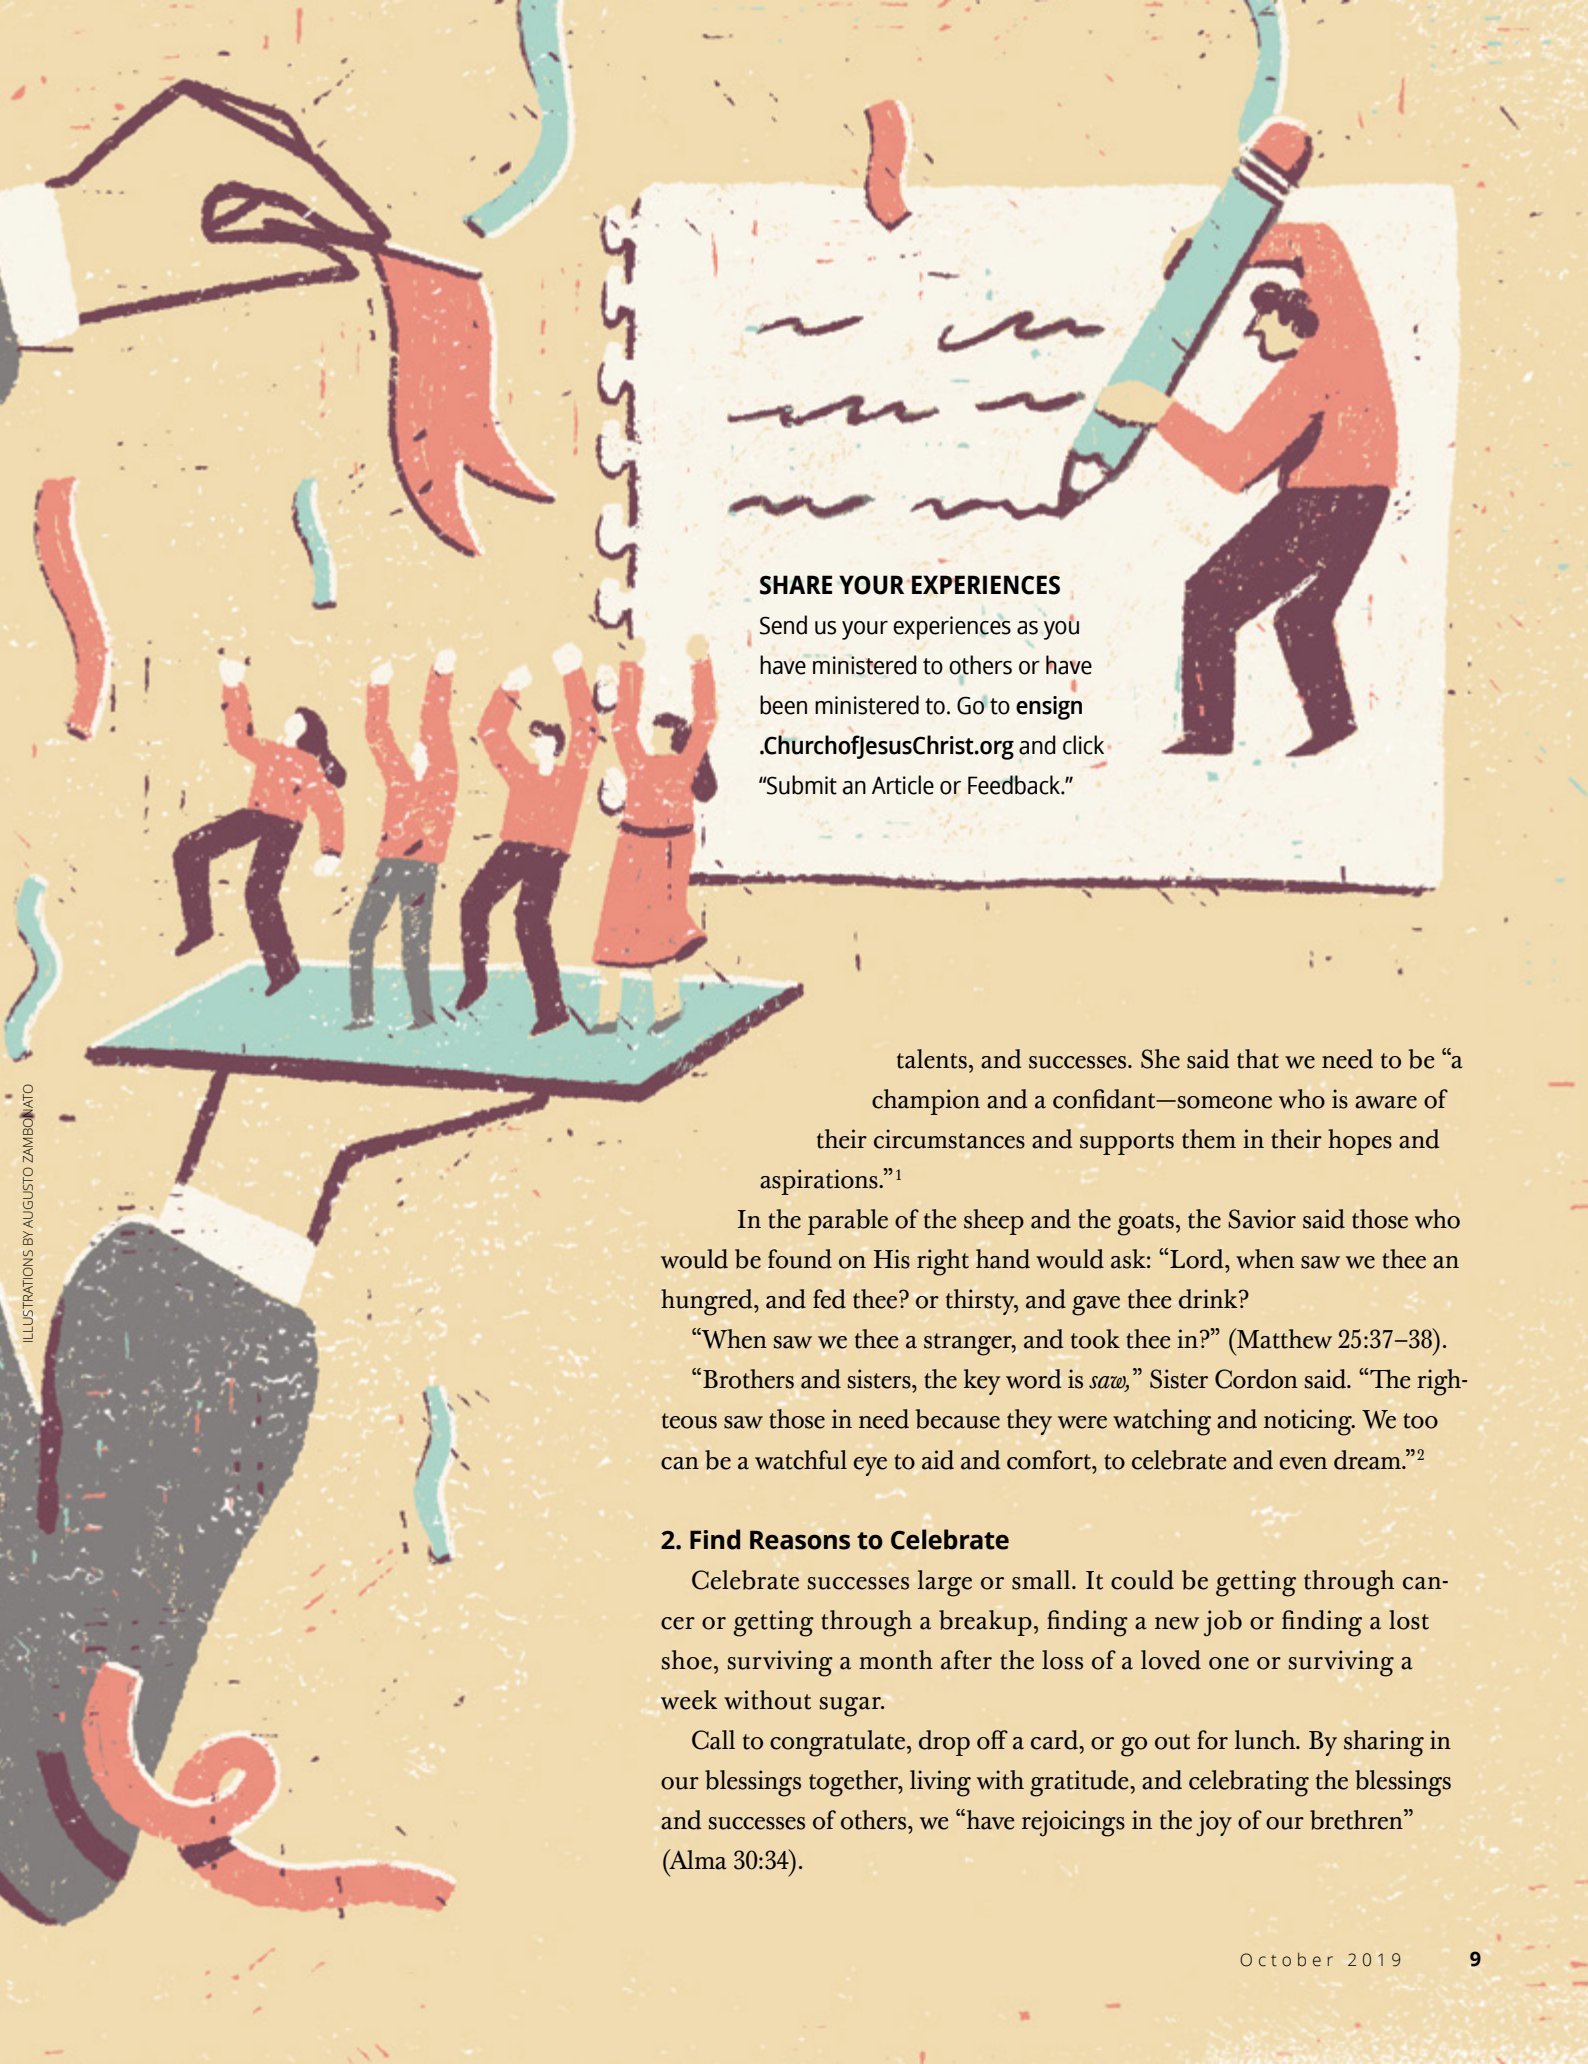 SHARE YOUR EXPERIENCES
Send us your experiences as you
have ministered to others or have
been ministered to. Go to ensign
.ChurchofJesusChrist.org and click
“Submit an Article or Feedback.”
ILLUSTRATIONS BY AUGUSTO ZAMBONATO
talents, and successes. She said that we need to be “a
champion and a confidant—someone who is aware of
their circumstances and supports them in their hopes and
aspirations.”1
In the parable of the sheep and the goats, the Savior said those who
would be found on His right hand would ask: “Lord, when saw we thee an
hungred, and fed thee? or thirsty, and gave thee drink?
“When saw we thee a stranger, and took thee in?” (Matthew 25:37–38).
“Brothers and sisters, the key word is saw,” Sister Cordon said. “The righ-
teous saw those in need because they were watching and noticing. We too
can be a watchful eye to aid and comfort, to celebrate and even dream.”2
2. Find Reasons to Celebrate
Celebrate successes large or small. It could be getting through can-
cer or getting through a breakup, finding a new job or finding a lost
shoe, surviving a month after the loss of a loved one or surviving a
week without sugar.
Call to congratulate, drop off a card, or go out for lunch. By sharing in
our blessings together, living with gratitude, and celebrating the blessings
and successes of others, we “have rejoicings in the joy of our brethren”
(Alma 30:34).
October 2019 9